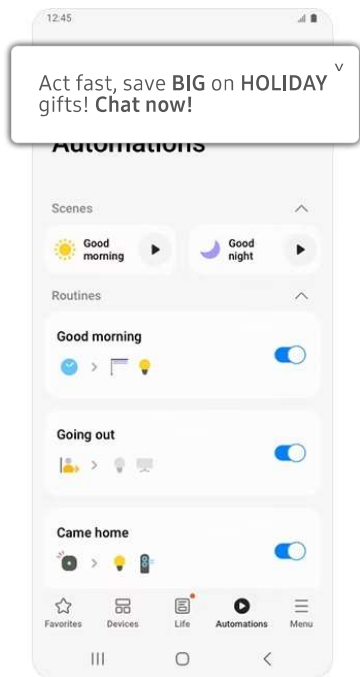 12:45
Act fast, save BIG on HOLIDAY
gifts! Chat now!
Automations
Scenes
Good
morning
Good
night
Routines
Good morning
Going out
Came home
Favorites Devices Life Automations Menu